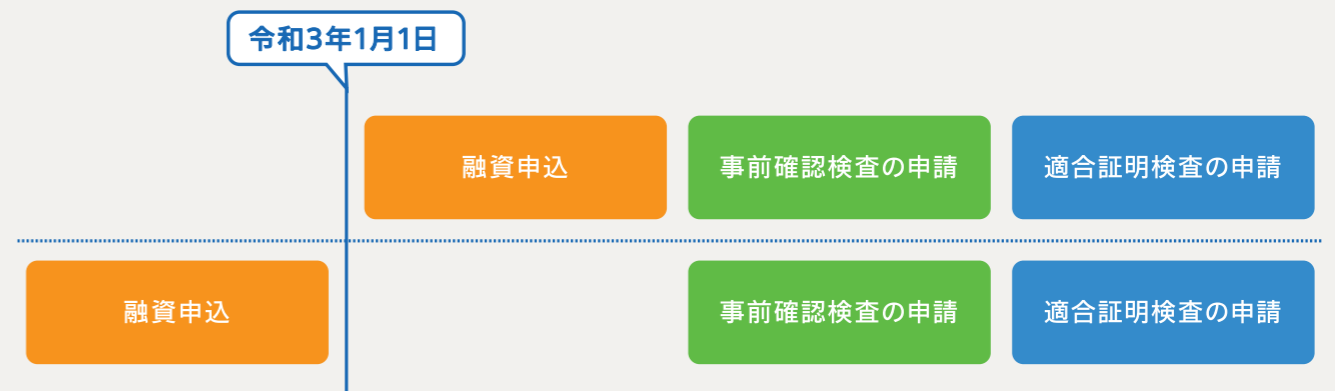 令和3年1月1日
融資申込
事前確認検査の申請
適合証明検査の申請
融資申込
事前確認検査の申請
適合証明検査の申請